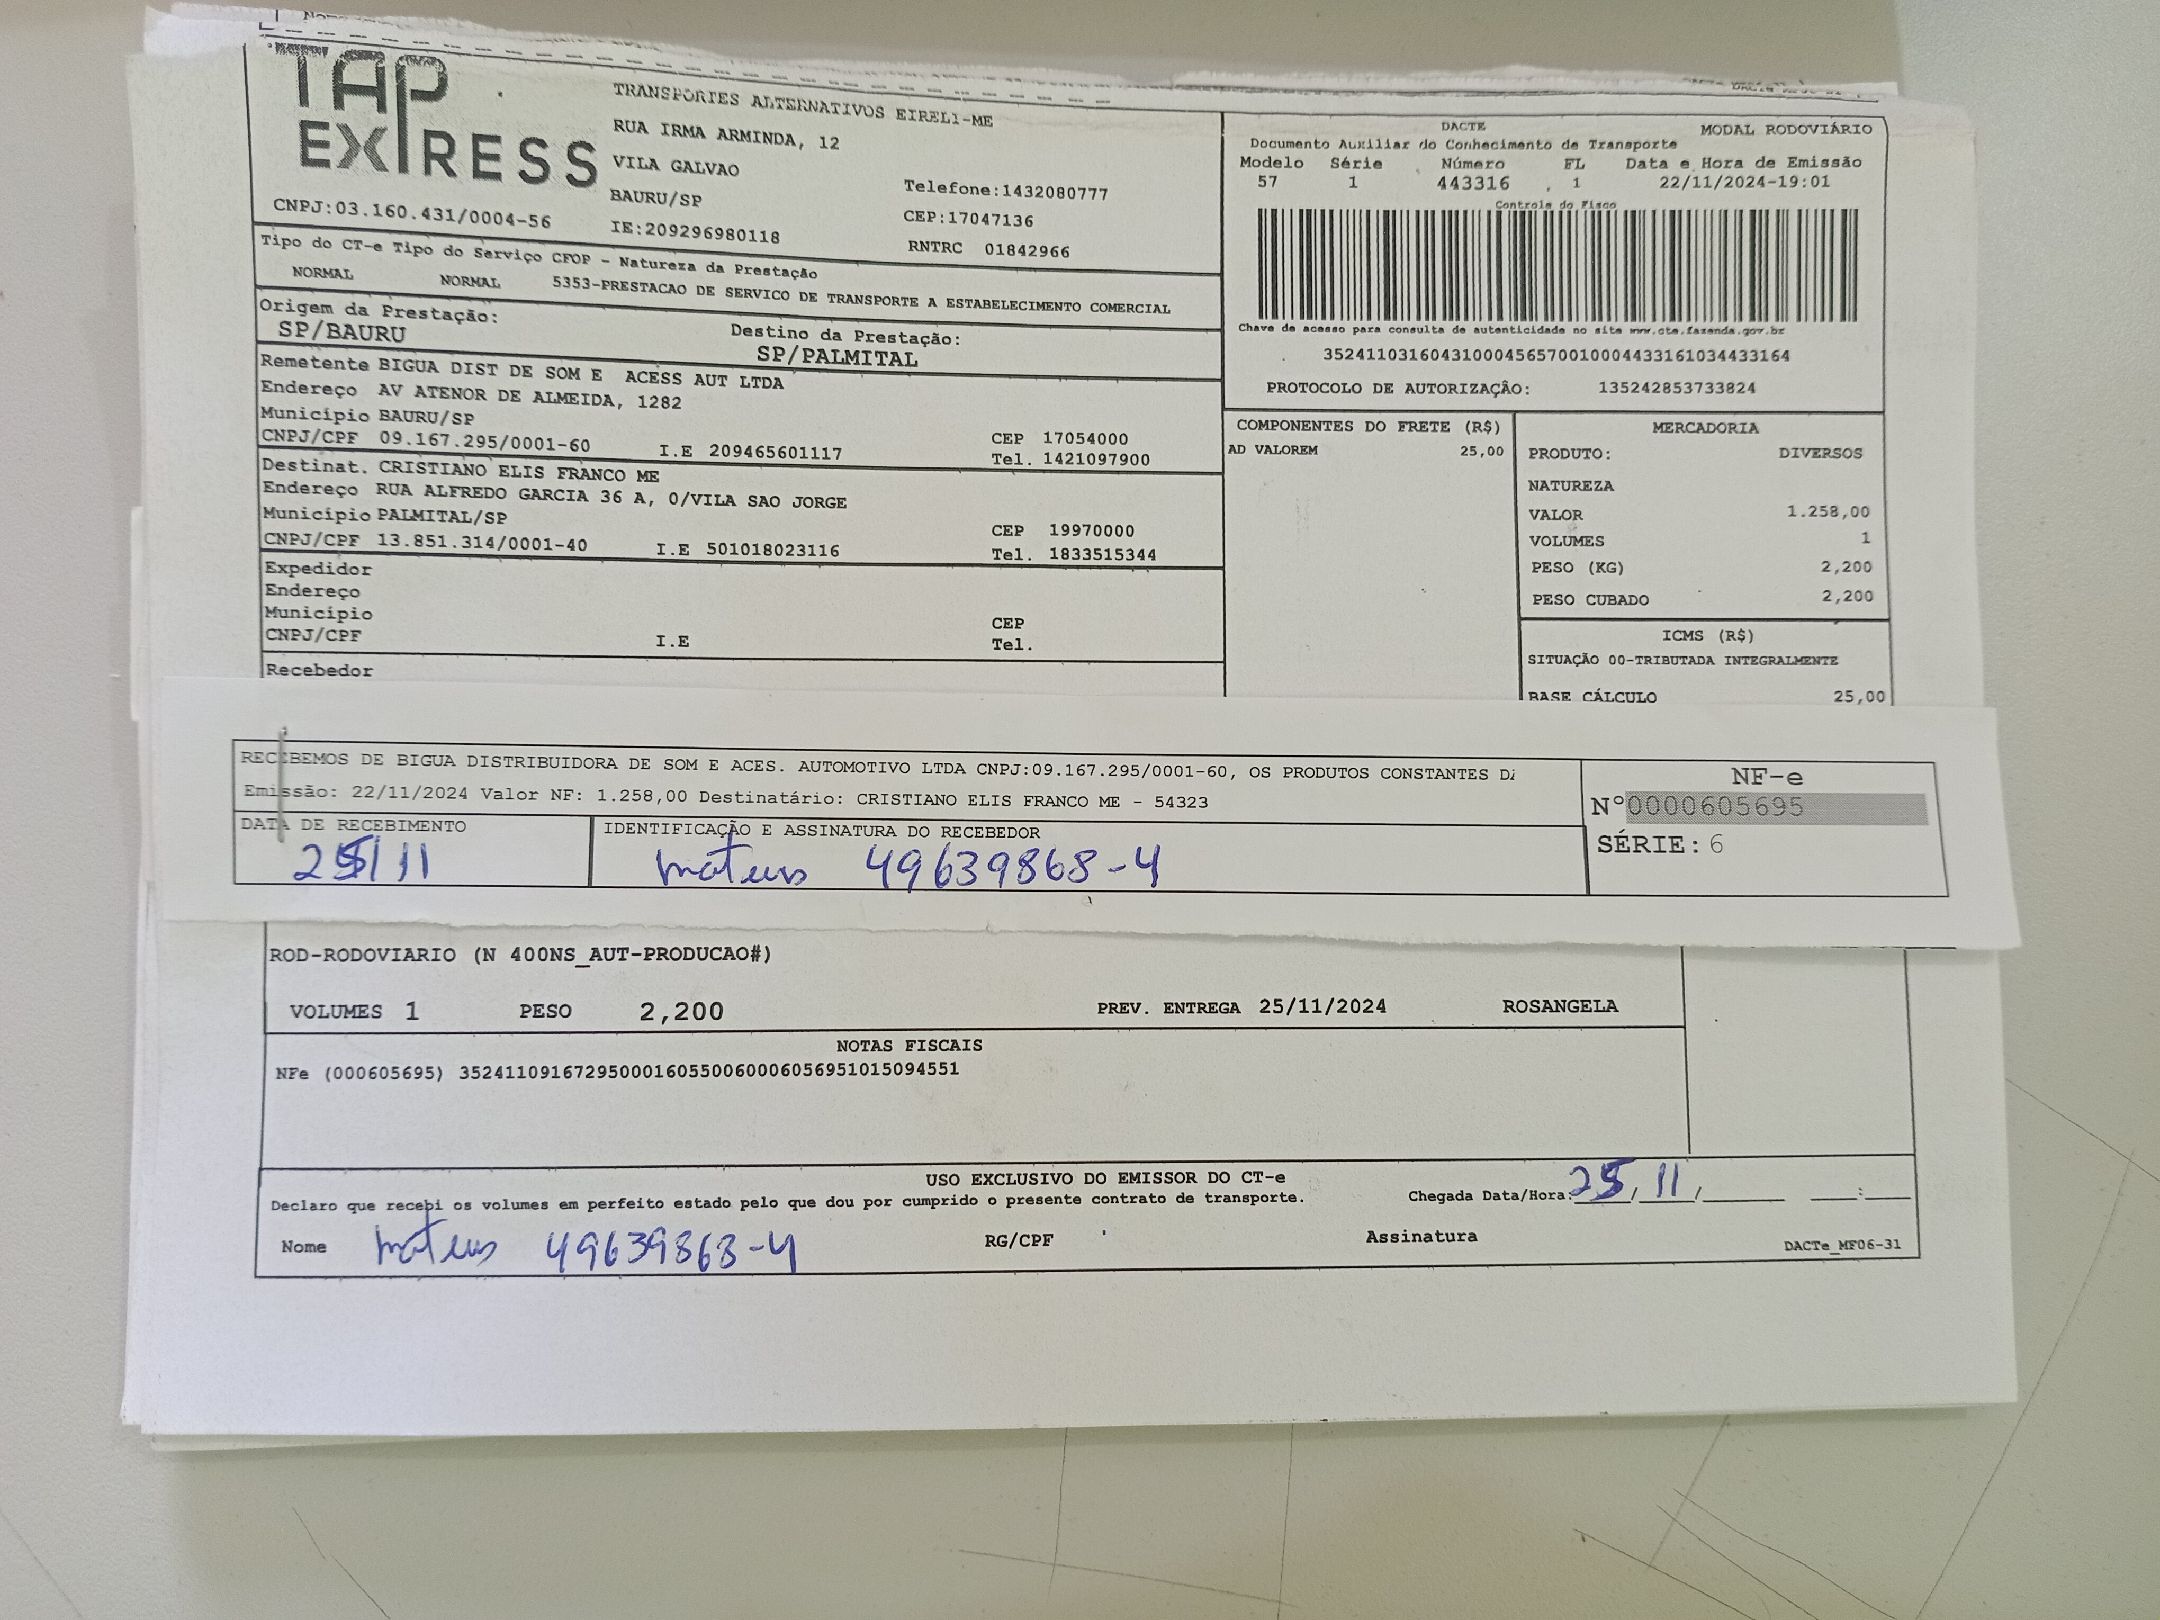 TAP
EXPRESS
TRANSPORTES ALTERNATIVOS EIRELI-ME
RUA IRMA ARMINDA, 12
VILA GALVAO
BAURU/SP
Telefone:1432080777
CEP:17047136
CNPJ:03.160.431/0004-56
IE:209296980118
RNTRC 01842966
DACTE
MODAL RODOVIÁRIO
Documento Auxiliar do Conhecimento de Transporte
Modelo Série Número FL Data e Hora de Emissão
57 1 443316 1 22/11/2024-19:01
Controle do Fisco
Chave de acesso para consulta de autenticidade no site www.cte.fazenda.gov.br
35241103160431000456570010004433161034433164
PROTOCOLO DE AUTORIZAÇÃO: 135242853733824
Tipo do CT-e Tipo do Serviço CFOP - Natureza da Prestação
NORMAL NORMAL 5353-PRESTACAO DE SERVICO DE TRANSPORTE A ESTABELECIMENTO COMERCIAL
Origem da Prestação:
SP/BAURU
Destino da Prestação:
SP/PALMITAL
Remetente BIGUA DIST DE SOM E ACESS AUT LTDA
Endereço AV ATENOR DE ALMEIDA, 1282
Município BAURU/SP
CEP 17054000
CNPJ/CPF 09.167.295/0001-60 I.E 209465601117 Tel. 1421097900
Destinat. CRISTIANO ELIS FRANCO ME
Endereço RUA ALFREDO GARCIA 36 A, 0/VILA SAO JORGE
Município PALMITAL/SP CEP 19970000
CNPJ/CPF 13.851.314/0001-40 I.E 501018023116 Tel. 1833515344
Expedidor
Endereço
Município CEP
CNPJ/CPF I.E Tel.
Recebedor
COMPONENTES DO FRETE (R$)
AD VALOREM 25,00
MERCADORIA
PRODUTO: DIVERSOS
NATUREZA
VALOR 1.258,00
VOLUMES 1
PESO (KG) 2,200
PESO CUBADO 2,200
ICMS (R$)
SITUAÇÃO 00-TRIBUTADA INTEGRALMENTE
BASE CÁLCULO 25,00
RECEBEMOS DE BIGUA DISTRIBUIDORA DE SOM E ACES. AUTOMOTIVO LTDA CNPJ:09.167.295/0001-60, OS PRODUTOS CONSTANTES
Emissão: 22/11/2024 Valor NF: 1.258,00 Destinatário: CRISTIANO ELIS FRANCO ME - 54323
NF-e
N°0000605695
SÉRIE: 6
DATA DE RECEBIMENTO
25/11
IDENTIFICAÇÃO E ASSINATURA DO RECEBEDOR
mateus 49639868-4
ROD-RODOVIARIO (N 400NS_AUT-PRODUCAO#)
VOLUMES 1 PESO 2,200 PREV. ENTREGA 25/11/2024 ROSANGELA
NOTAS FISCAIS
NFe (000605695) 35241109167295000160550060006056951015094551
USO EXCLUSIVO DO EMISSOR DO CT-e
Declaro que recebi os volumes em perfeito estado pelo que dou por cumprido o presente contrato de transporte.
Chegada Data/Hora: 25/11/ :
Nome mateus 49639868-4 RG/CPF Assinatura
DACTe_MF06-31